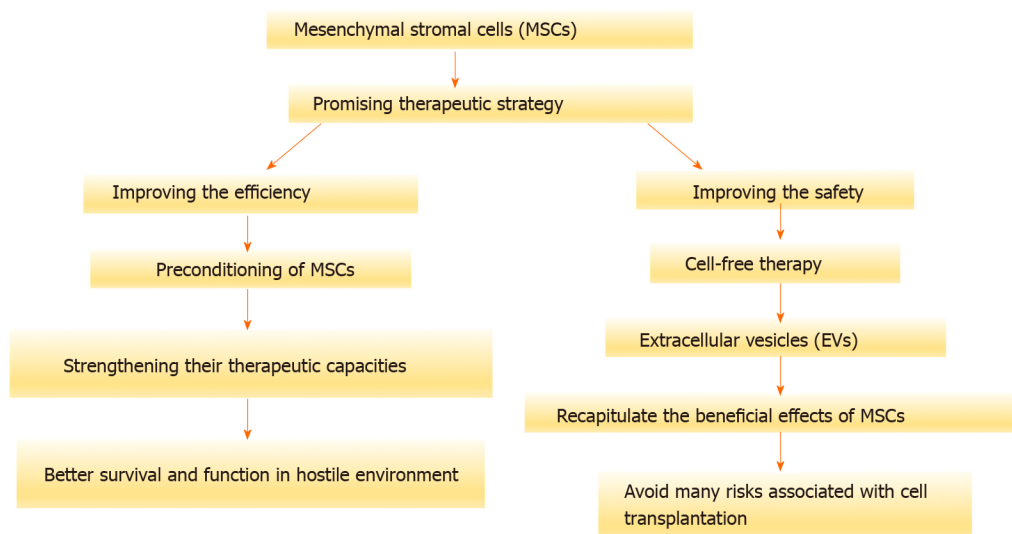 Mesenchymal stromal cells (MSCs)
Promising therapeutic strategy
Improving the efficiency
Preconditioning of MSCs
Strengthening their therapeutic capacities
Better survival and function in hostile environment
Improving the safety
Cell-free therapy
Extracellular vesicles (EVs)
Recapitulate the beneficial effects of MSCs
Avoid many risks associated with cell
transplantation